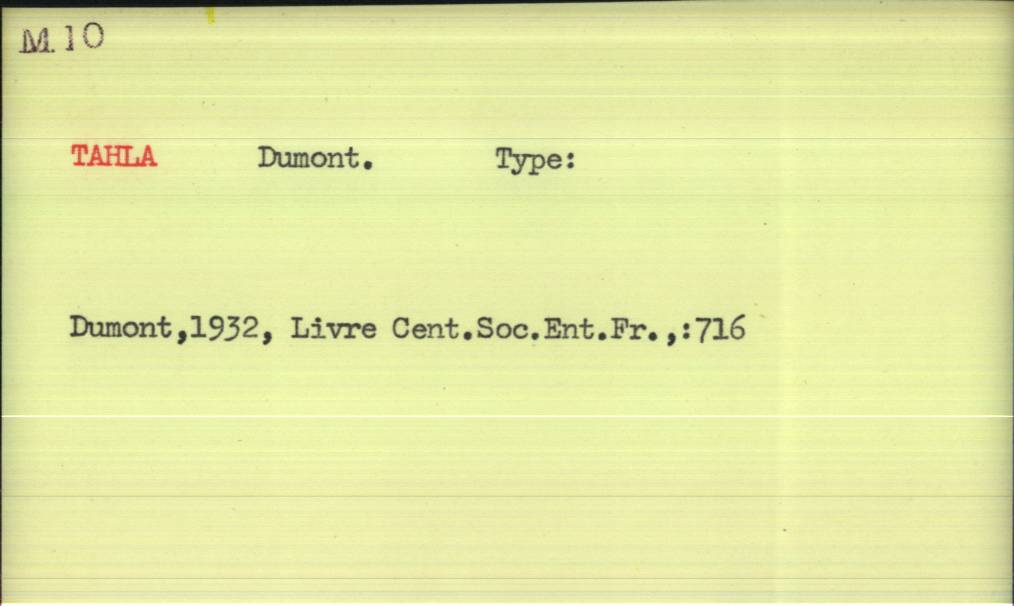 M.10
TAHLA Dumont. Type:
Dumont,1932, Livre Cent.Soc.Ent.Fr.,:716